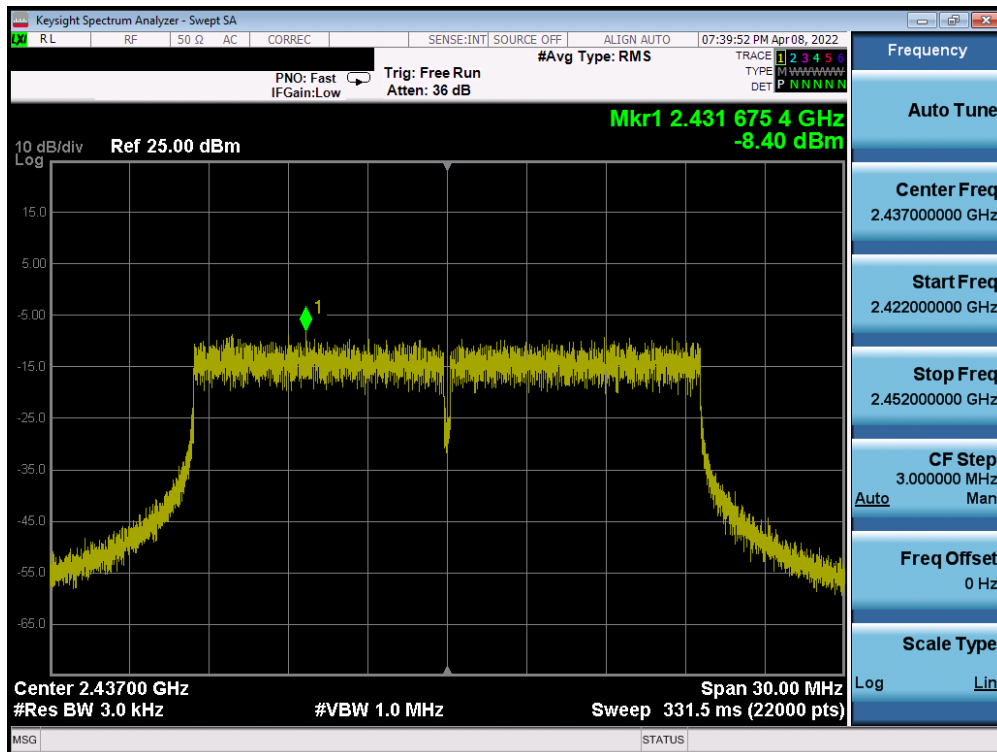 Keysight Spectrum Analyzer - Swept SA
LXI RL RF 50 Ω AC CORREC SENSE:INT SOURCE OFF ALIGN AUTO 07:39:52 PM Apr 08, 2022
#Avg Type: RMS
TRACE 1 2 3 4 5 6
TYPE M WWWWW
DET P N N N N N
PNO: Fast
IFGain:Low
Trig: Free Run
Atten: 36 dB
Mkr1 2.431 675 4 GHz
-8.40 dBm
10 dB/div
Log
Ref 25.00 dBm
15.0
5.00
-5.00
-15.0
-25.0
-35.0
-45.0
-55.0
-65.0
1
Center 2.43700 GHz
Span 30.00 MHz
#Res BW 3.0 kHz
#VBW 1.0 MHz
Sweep 331.5 ms (22000 pts)
MSG
STATUS
Frequency
Auto Tune
Center Freq
2.437000000 GHz
Start Freq
2.422000000 GHz
Stop Freq
2.452000000 GHz
CF Step
3.000000 MHz
Auto Man
Freq Offset
0 Hz
Scale Type
Log Lin